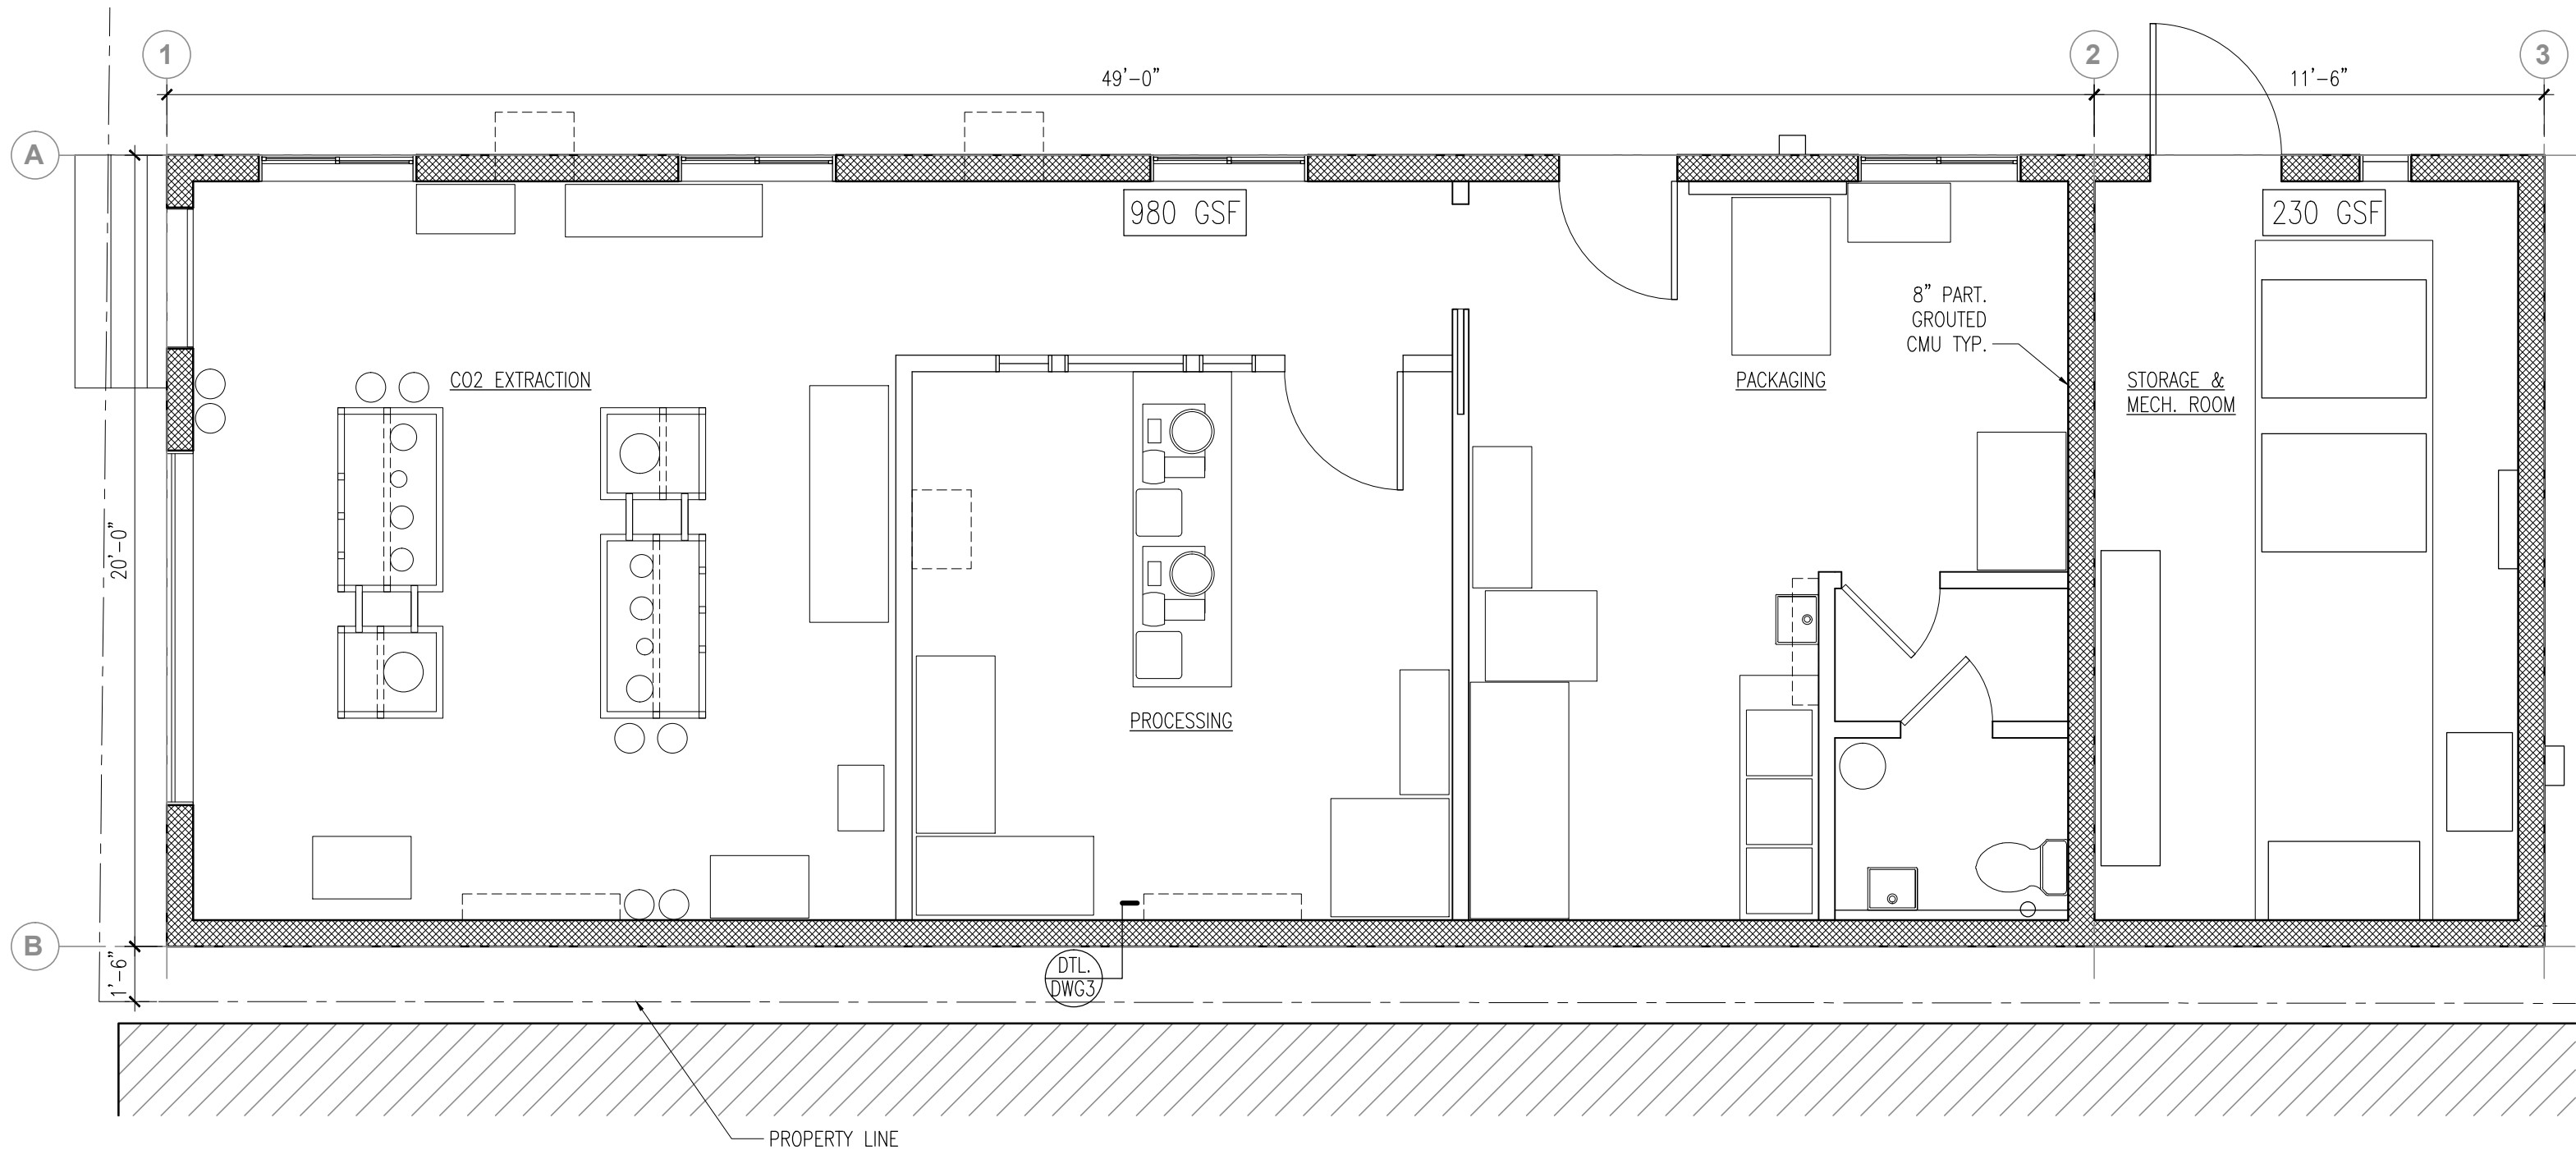 1
2
3
49'-0"
11'-6"
A
980 GSF
230 GSF
8" PART.
GROUTED
CMU TYP.
CO2 EXTRACTION
PACKAGING
STORAGE &
MECH. ROOM
20'-0"
PROCESSING
B
1'-6"
DTL.
DWG3
PROPERTY LINE